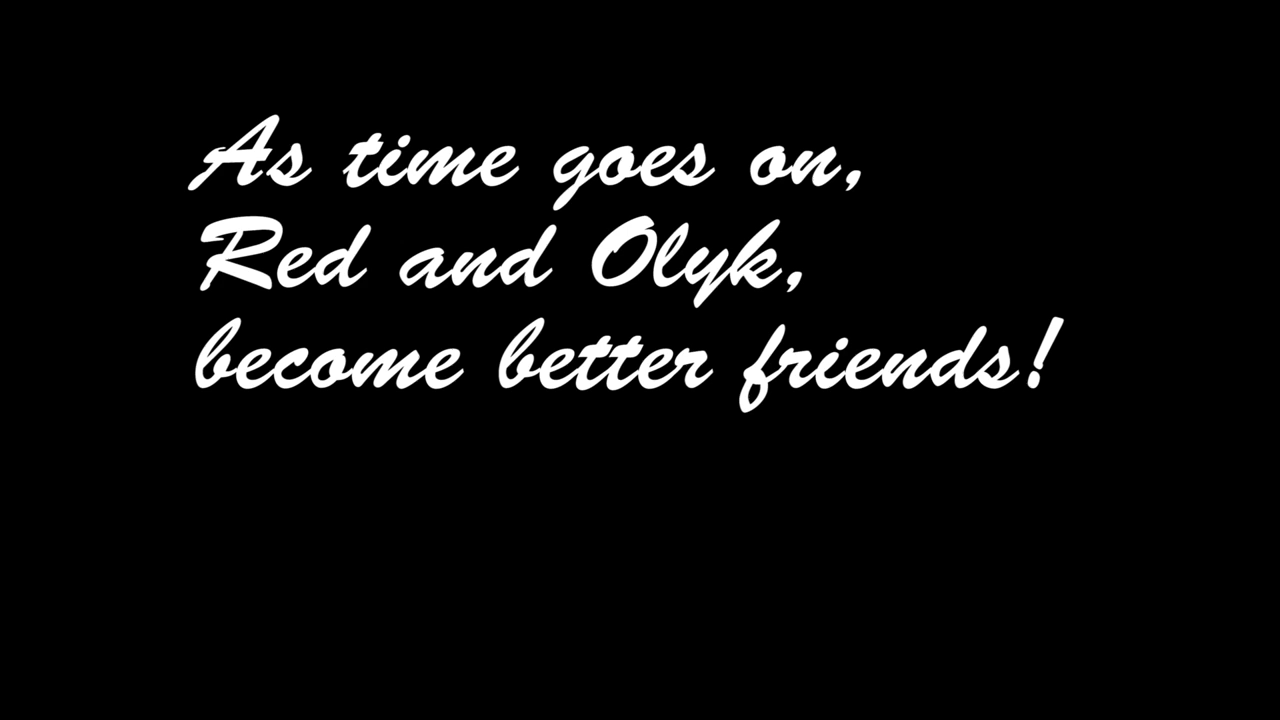 As time goes on,
Red and Olyk,
become better friends!